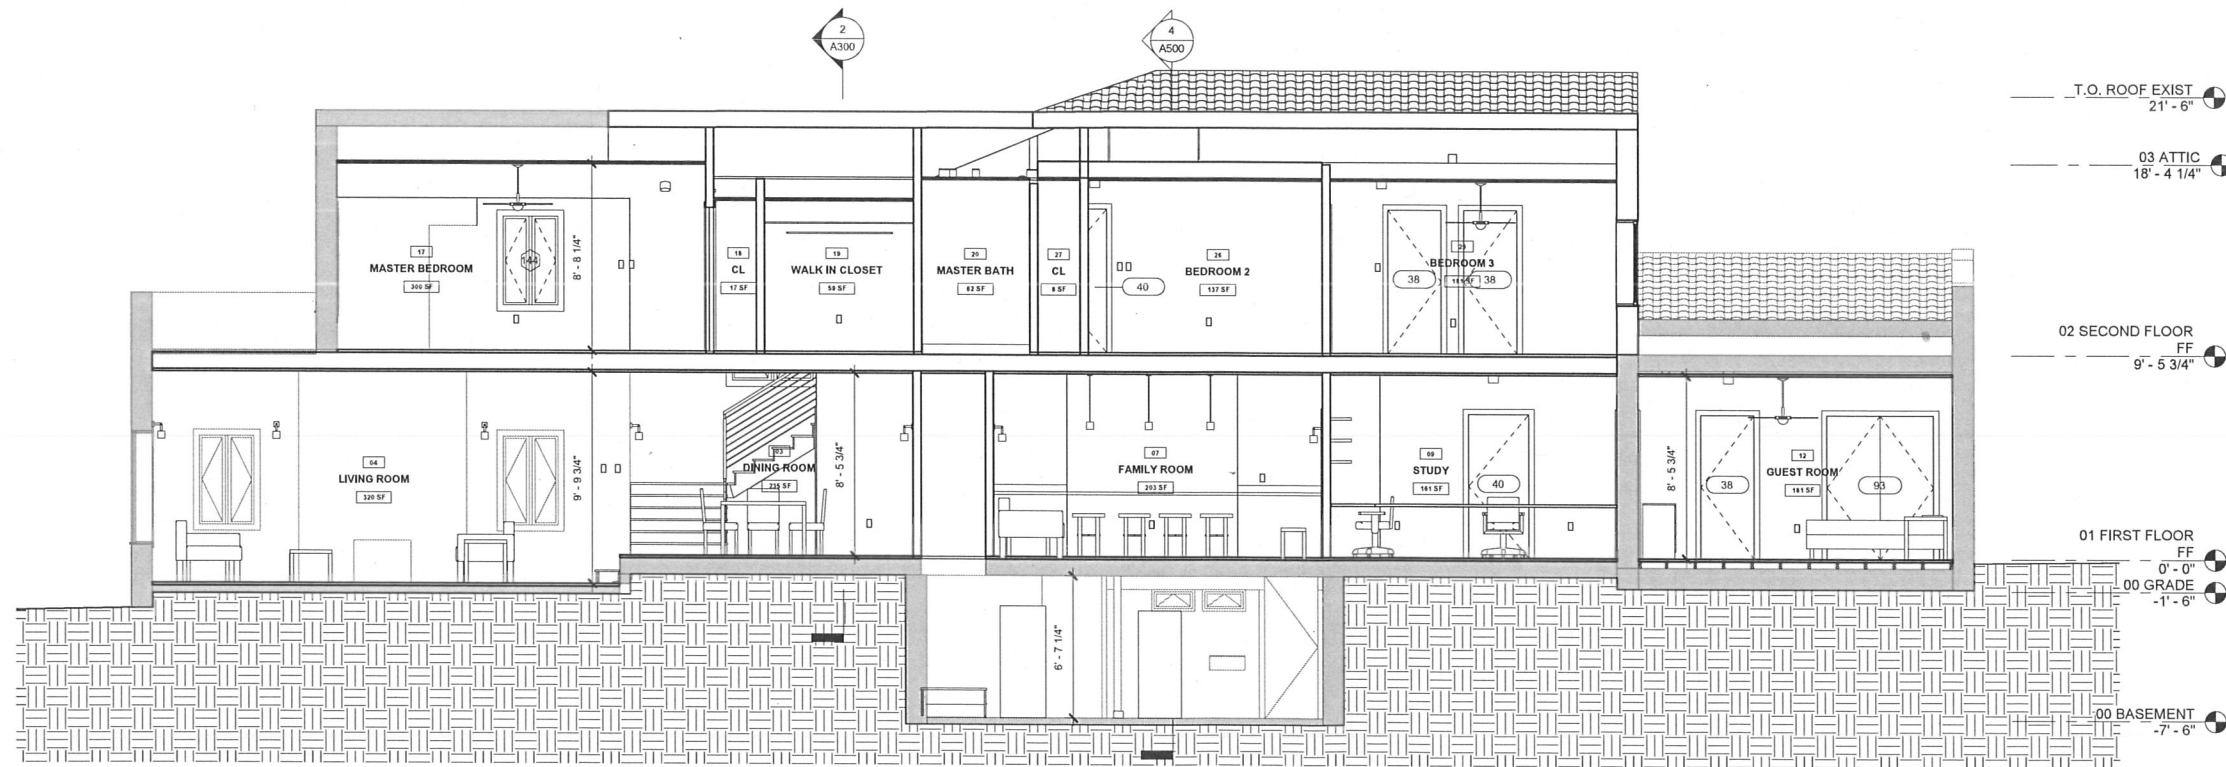 2
A300
4
A500
T.O. ROOF EXIST
21' - 6"
03 ATTIC
18' - 4 1/4"
17
MASTER BEDROOM
300 SF
144
8' - 8 1/4"
18
CL
17 SF
19
WALK IN CLOSET
59 SF
20
MASTER BATH
62 SF
27
CL
8 SF
40
26
BEDROOM 2
137 SF
BEDROOM 3
38
38
02 SECOND FLOOR
FF
9' - 5 3/4"
04
LIVING ROOM
320 SF
9' - 9 3/4"
03
DINING ROOM
235 SF
8' - 5 3/4"
07
FAMILY ROOM
203 SF
09
STUDY
161 SF
40
8' - 5 3/4"
38
12
GUEST ROOM
181 SF
93
01 FIRST FLOOR
FF
0' - 0"
00 GRADE
-1' - 6"
6' - 7 1/4"
00 BASEMENT
-7' - 6"